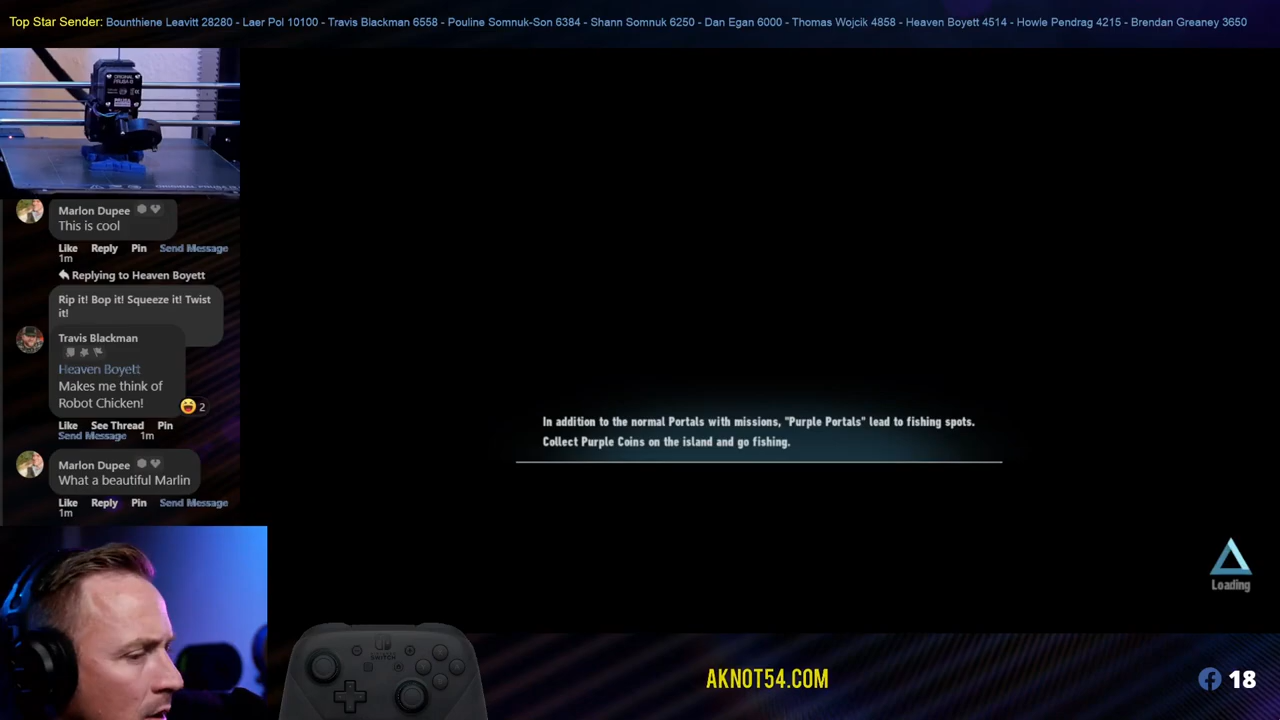 Top Star Sender: Bounthiene Leavitt 28280 - Laer Pol 10100 - Travis Blackman 6558 - Pouline Somnuk-Son 6384 - Shann Somnuk 6250 - Dan Egan 6000 - Thomas Wojcik 4858 - Heaven Boyett 4514 - Howle Pendrag 4215 - Brendan Greaney 3650
ORIGINAL
PRUSA
Marlon Dupee
This is cool
Like Reply Pin Send Message
1m
Replying to Heaven Boyett
Rip it! Bop it! Squeeze it! Twist
it!
Travis Blackman
Heaven Boyett
Makes me think of
Robot Chicken!
2
Like See Thread Pin
Send Message 1m
Marlon Dupee
What a beautiful Marlin
Like Reply Pin Send Message
1m
In addition to the normal Portals with missions, "Purple Portals" lead to fishing spots.
Collect Purple Coins on the island and go fishing.
Loading
SWITCH
AKNOT54.COM
18